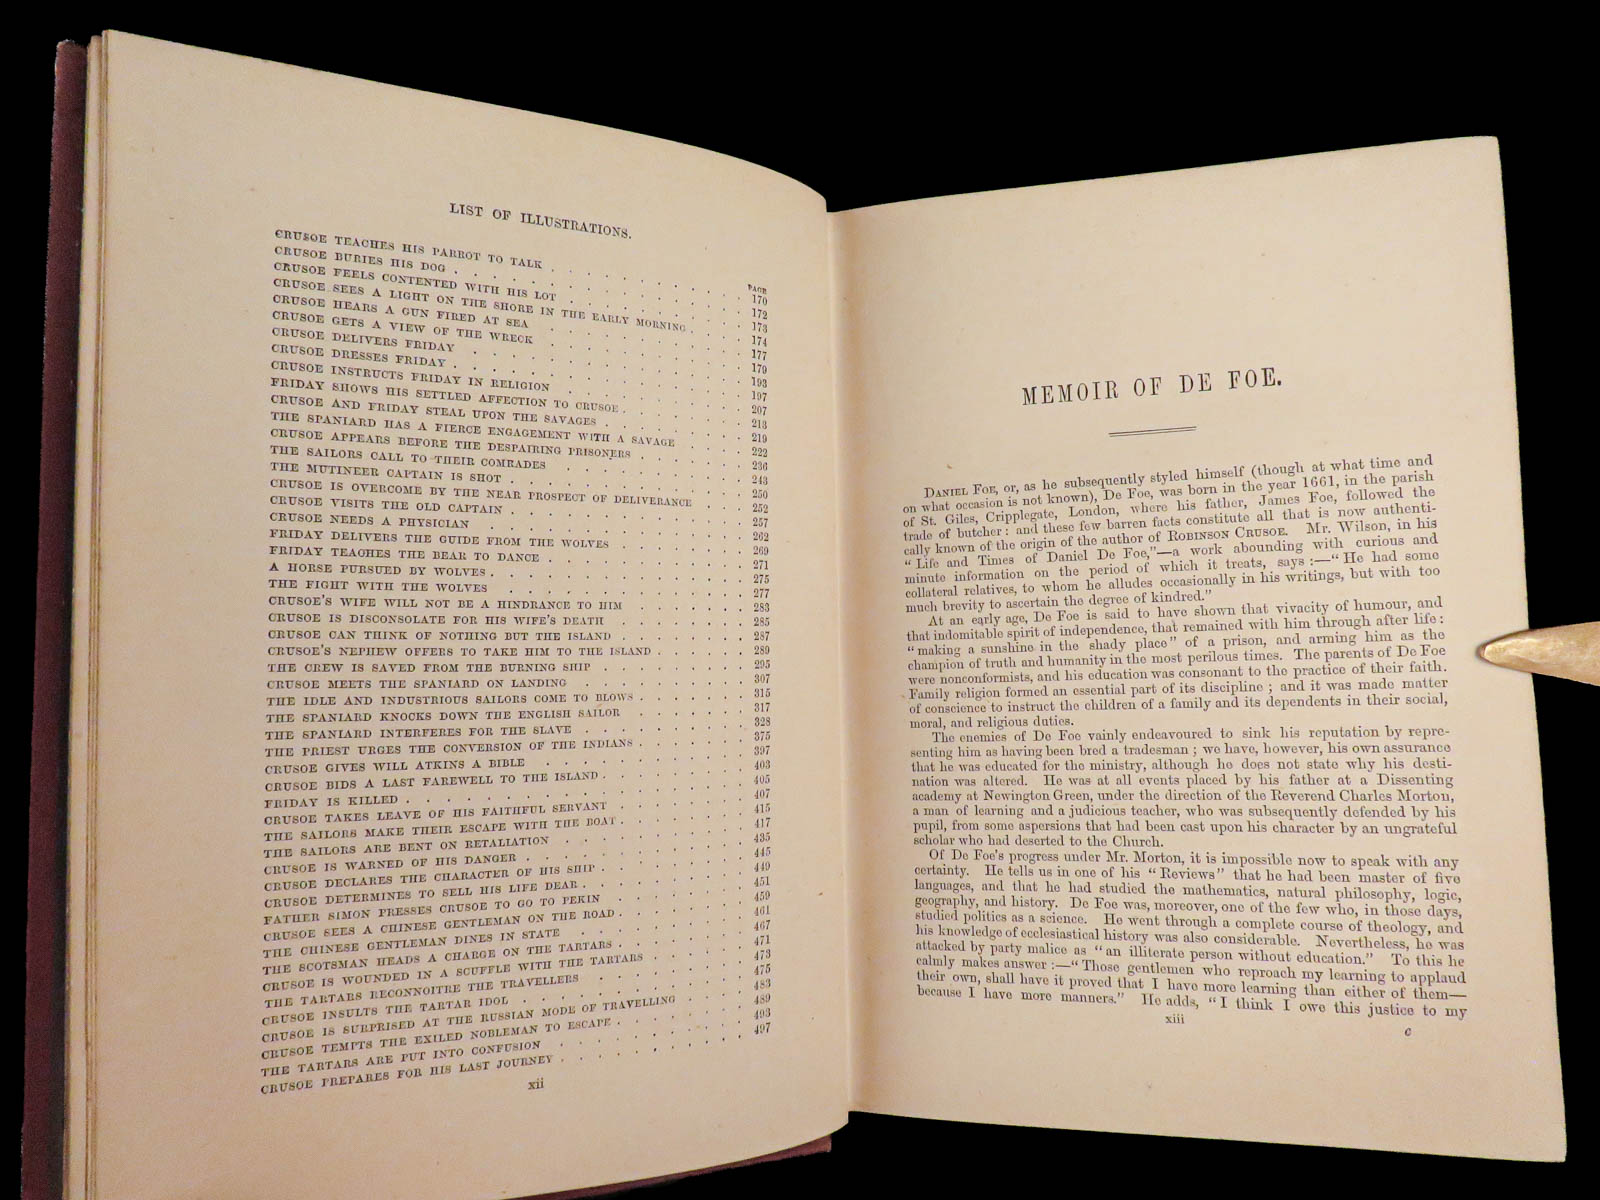 LIST OF ILLUSTRATIONS.
PAGE
CRUSOE TEACHES HIS PARROT TO TALK . . . . . . . . 170
CRUSOE BURIES HIS DOG . . . . . . . . . . . 172
CRUSOE FEELS CONTENTED WITH HIS LOT . . . . . . . 173
CRUSOE SEES A LIGHT ON THE SHORE IN THE EARLY MORNING . . . 174
CRUSOE HEARS A GUN FIRED AT SEA . . . . . . . . 177
CRUSOE GETS A VIEW OF THE WRECK . . . . . . . . 179
CRUSOE DELIVERS FRIDAY . . . . . . . . . . . 193
CRUSOE DRESSES FRIDAY . . . . . . . . . . . 197
CRUSOE INSTRUCTS FRIDAY IN RELIGION . . . . . . . 207
FRIDAY SHOWS HIS SETTLED AFFECTION TO CRUSOE . . . . . 213
CRUSOE AND FRIDAY STEAL UPON THE SAVAGES . . . . . . 219
THE SPANIARD HAS A FIERCE ENGAGEMENT WITH A SAVAGE . . . 222
CRUSOE APPEARS BEFORE THE DESPAIRING PRISONERS . . . . . 236
THE SAILORS CALL TO THEIR COMRADES . . . . . . . 243
THE MUTINEER CAPTAIN IS SHOT . . . . . . . . . 250
CRUSOE IS OVERCOME BY THE NEAR PROSPECT OF DELIVERANCE . . . 252
CRUSOE VISITS THE OLD CAPTAIN . . . . . . . . . 257
CRUSOE NEEDS A PHYSICIAN . . . . . . . . . . 262
FRIDAY DELIVERS THE GUIDE FROM THE WOLVES . . . . . 269
FRIDAY TEACHES THE BEAR TO DANCE . . . . . . . . 271
A HORSE PURSUED BY WOLVES . . . . . . . . . . 275
THE FIGHT WITH THE WOLVES . . . . . . . . . 277
CRUSOE'S WIFE WILL NOT BE A HINDRANCE TO HIM . . . . . 283
CRUSOE IS DISCONSOLATE FOR HIS WIFE'S DEATH . . . . . 285
CRUSOE CAN THINK OF NOTHING BUT THE ISLAND . . . . . 287
CRUSOE'S NEPHEW OFFERS TO TAKE HIM TO THE ISLAND . . . . 289
THE CREW IS SAVED FROM THE BURNING SHIP . . . . . . 295
CRUSOE MEETS THE SPANIARD ON LANDING . . . . . . . 307
THE IDLE AND INDUSTRIOUS SAILORS COME TO BLOWS . . . . . 315
THE SPANIARD KNOCKS DOWN THE ENGLISH SAILOR . . . . . 317
THE SPANIARD INTERFERES FOR THE SLAVE . . . . . . 328
THE PRIEST URGES THE CONVERSION OF THE INDIANS . . . . . 375
CRUSOE GIVES WILL ATKINS A BIBLE . . . . . . . . 397
CRUSOE BIDS A LAST FAREWELL TO THE ISLAND . . . . . . 403
FRIDAY IS KILLED . . . . . . . . . . . . . 405
CRUSOE TAKES LEAVE OF HIS FAITHFUL SERVANT . . . . . 407
THE SAILORS MAKE THEIR ESCAPE WITH THE BOAT . . . . . 415
THE SAILORS ARE BENT ON RETALIATION . . . . . . . 417
CRUSOE IS WARNED OF HIS DANGER . . . . . . . . . 435
CRUSOE DECLARES THE CHARACTER OF HIS SHIP . . . . . . 445
CRUSOE DETERMINES TO SELL HIS LIFE DEAR . . . . . . 449
FATHER SIMON PRESSES CRUSOE TO GO TO PEKIN . . . . . 451
CRUSOE SEES A CHINESE GENTLEMAN ON THE ROAD . . . . . 459
THE CHINESE GENTLEMAN DINES IN STATE . . . . . . . 461
THE SCOTSMAN HEADS A CHARGE ON THE TARTARS . . . . . 467
CRUSOE IS WOUNDED IN A SCUFFLE WITH THE TARTARS . . . . 471
THE TARTARS RECONNOITRE THE TRAVELLERS . . . . . . 473
CRUSOE INSULTS THE TARTAR IDOL . . . . . . . . . 475
CRUSOE IS SURPRISED AT THE RUSSIAN MODE OF TRAVELLING . . . 483
CRUSOE TEMPTS THE EXILED NOBLEMAN TO ESCAPE . . . . . 489
THE TARTARS ARE PUT INTO CONFUSION . . . . . . . 493
CRUSOE PREPARES FOR HIS LAST JOURNEY . . . . . . . 497
xii
MEMOIR OF DE FOE.
DANIEL FOE, or, as he subsequently styled himself (though at what time and
on what occasion is not known), De Foe, was born in the year 1661, in the parish
of St. Giles, Cripplegate, London, where his father, James Foe, followed the
trade of butcher: and these few barren facts constitute all that is now authenti-
cally known of the origin of the author of ROBINSON CRUSOE. Mr. Wilson, in his
"Life and Times of Daniel De Foe,"—a work abounding with curious and
minute information on the period of which it treats, says:—"He had some
collateral relatives, to whom he alludes occasionally in his writings, but with too
much brevity to ascertain the degree of kindred."
At an early age, De Foe is said to have shown that vivacity of humour, and
that indomitable spirit of independence, that remained with him through after life:
"making a sunshine in the shady place" of a prison, and arming him as the
champion of truth and humanity in the most perilous times. The parents of De Foe
were nonconformists, and his education was consonant to the practice of their faith.
Family religion formed an essential part of its discipline; and it was made matter
of conscience to instruct the children of a family and its dependents in their social,
moral, and religious duties.
The enemies of De Foe vainly endeavoured to sink his reputation by repre-
senting him as having been bred a tradesman; we have, however, his own assurance
that he was educated for the ministry, although he does not state why his desti-
nation was altered. He was at all events placed by his father at a Dissenting
academy at Newington Green, under the direction of the Reverend Charles Morton,
a man of learning and a judicious teacher, who was subsequently defended by his
pupil, from some aspersions that had been cast upon his character by an ungrateful
scholar who had deserted to the Church.
Of De Foe's progress under Mr. Morton, it is impossible now to speak with any
certainty. He tells us in one of his "Reviews" that he had been master of five
languages, and that he had studied the mathematics, natural philosophy, logic,
geography, and history. De Foe was, moreover, one of the few who, in those days,
studied politics as a science. He went through a complete course of theology, and
his knowledge of ecclesiastical history was also considerable. Nevertheless, he was
attacked by party malice as "an illiterate person without education." To this he
calmly makes answer:—"Those gentlemen who reproach my learning to applaud
their own, shall have it proved that I have more learning than either of them—
because I have more manners." He adds, "I think I owe this justice to my
xiii
c